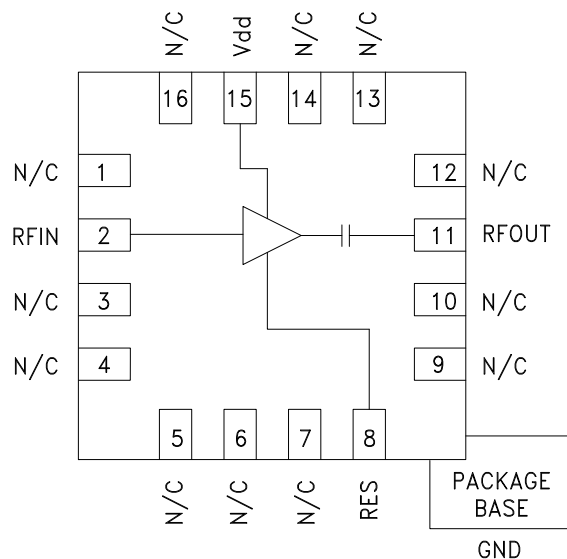 N/C Vdd N/C N/C
16 15 14 13
N/C 1 12 N/C
RFIN 2 11 RFOUT
N/C 3 10 N/C
N/C 4 9 N/C
5 6 7 8
N/C N/C N/C RES
PACKAGE
BASE
GND